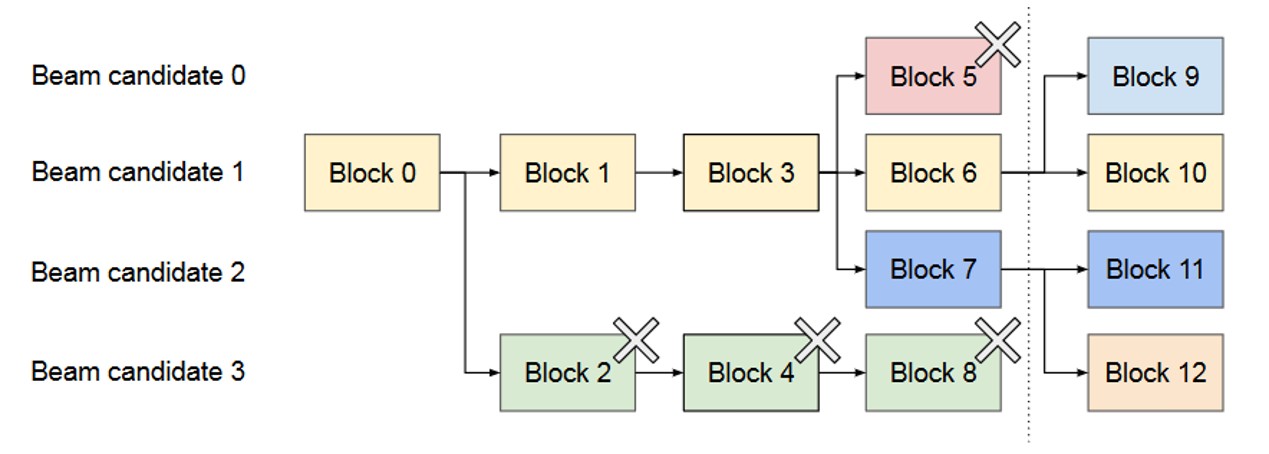 Beam candidate 0
Block 5
Block 9
Beam candidate 1
Block 0
Block 1
Block 3
Block 6
Block 10
Beam candidate 2
Block 7
Block 11
Beam candidate 3
Block 2
Block 4
Block 8
Block 12